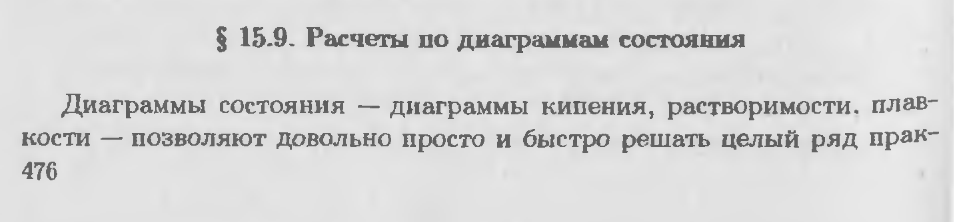 § 15.9. Расчеты по диаграммам состояния
Диаграммы состояния — диаграммы кипения, растворимости, плав-
кости — позволяют довольно просто и быстро решать целый ряд прак-
476